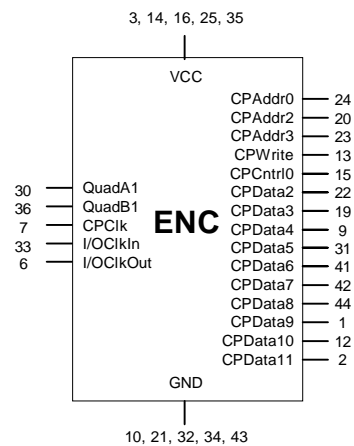 3, 14, 16, 25, 35
VCC
CPAddr0 24
CPAddr2 20
CPAddr3 23
CPWrite 13
CPCntrl0 15
CPData2 22
CPData3 19
CPData4 9
CPData5 31
CPData6 41
CPData7 42
CPData8 44
CPData9 1
CPData10 12
CPData11 2
30 QuadA1
36 QuadB1
7 CPClk
33 I/OClkIn
6 I/OClkOut
ENC
GND
10, 21, 32, 34, 43